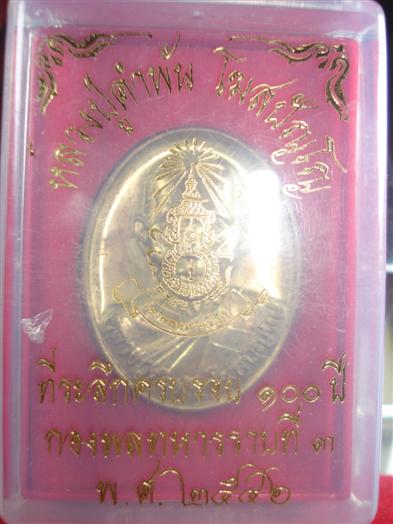 หลวงปู่คำพัน โฆสปัญโญ
ที่ระลึกครบรอบ ๑๐๐ ปี
กองพลทหารราบที่ ๓
พ.ศ.๒๕๕๖